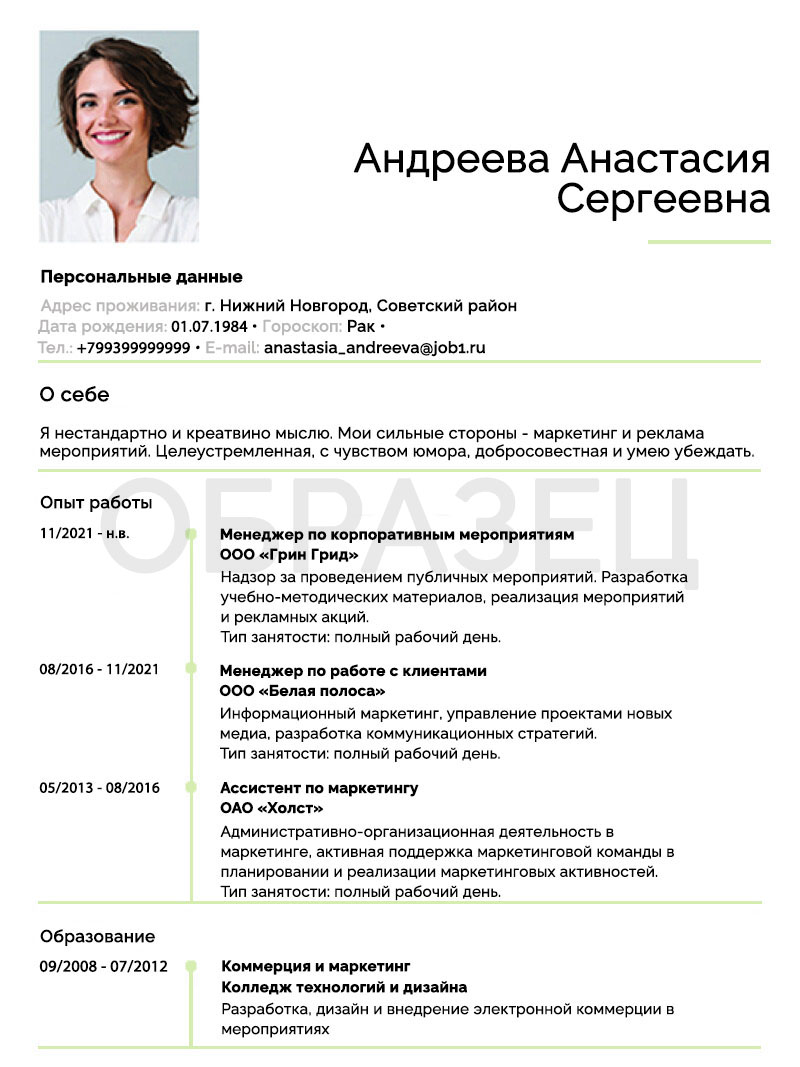 Андреева Анастасия
Сергеевна
Персональные данные
Адрес проживания: г. Нижний Новгород, Советский район
Дата рождения: 01.07.1984 • Гороскоп: Рак •
Тел.: +799399999999 • E-mail: anastasia_andreeva@job1.ru
О себе
Я нестандартно и креатвино мыслю. Мои сильные стороны - маркетинг и реклама
мероприятий. Целеустремленная, с чувством юмора, добросовестная и умею убеждать.
ОБРАЗЕЦ
Опыт работы
11/2021 - н.в.
Менеджер по корпоративным мероприятиям
ООО «Грин Грид»
Надзор за проведением публичных мероприятий. Разработка
учебно-методических материалов, реализация мероприятий
и рекламных акций.
Тип занятости: полный рабочий день.
08/2016 - 11/2021
Менеджер по работе с клиентами
ООО «Белая полоса»
Информационный маркетинг, управление проектами новых
медиа, разработка коммуникационных стратегий.
Тип занятости: полный рабочий день.
05/2013 - 08/2016
Ассистент по маркетингу
ОАО «Холст»
Административно-организационная деятельность в
маркетинге, активная поддержка маркетинговой команды в
планировании и реализации маркетинговых активностей.
Тип занятости: полный рабочий день.
Образование
09/2008 - 07/2012
Коммерция и маркетинг
Колледж технологий и дизайна
Разработка, дизайн и внедрение электронной коммерции в
мероприятиях